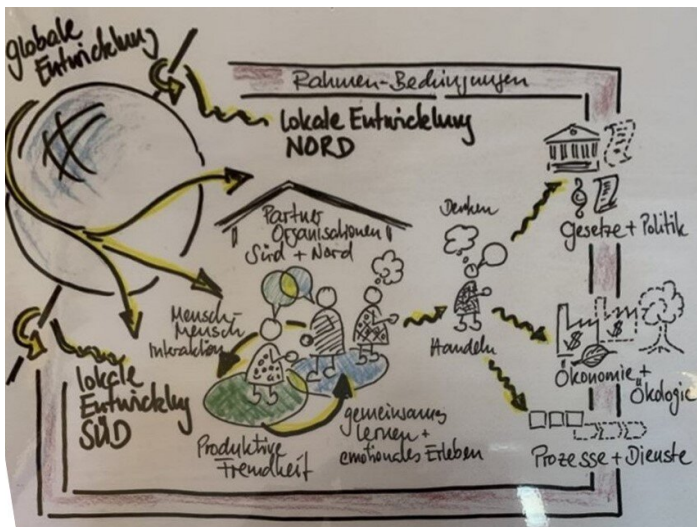 globale
Entwicklung
Rahmen-Bedingungen
lokale Entwicklung
NORD
Partner
Organisationen
Süd + Nord
Denken
Gesetze + Politik
Mensch-
Mensch
Interaktion
Handeln
$ $
Ökonomie +
Ökologie
lokale
Entwicklg
SÜD
gemeinsames
lernen +
emotionales Erleben
Produktive
Fremdheit
Prozesse + Dienste